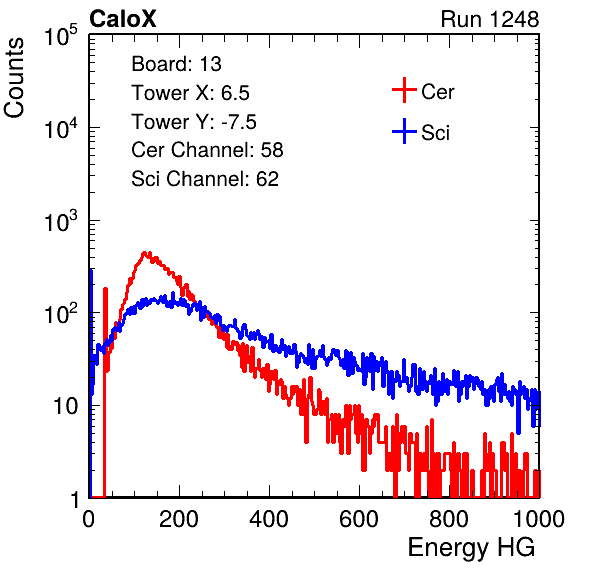 CaloX Run 1248
Counts
10^5
10^4
10^3
10^2
10
1
Board: 13
Tower X: 6.5
Tower Y: -7.5
Cer Channel: 58
Sci Channel: 62
Cer
Sci
0 200 400 600 800 1000
Energy HG